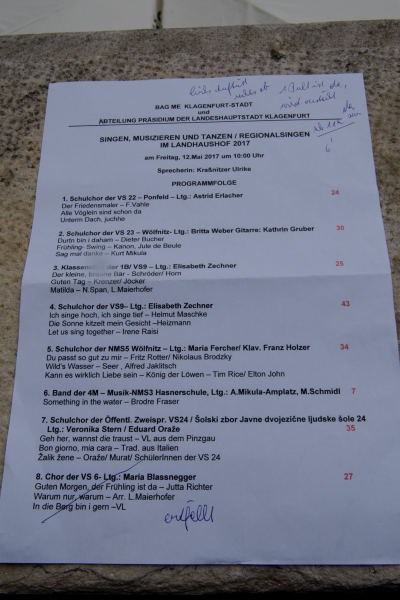 BAG ME KLAGENFURT-STADT
und
ABTEILUNG PRÄSIDIUM DER LANDESHAUPTSTADT KLAGENFURT
SINGEN, MUSIZIEREN UND TANZEN / REGIONALSINGEN
IM LANDHAUSHOF 2017
am Freitag, 12.Mai 2017 um 10:00 Uhr
Sprecherin: Kraßnitzer Ulrike
PROGRAMMFOLGE
1. Schulchor der VS 22 – Ponfeld – Ltg.: Astrid Erlacher 24
Der Friedensmaler – F.Vahle
Alle Vöglein sind schon da
Unterm Dach, juchhe
2. Schulchor der VS 23 – Wölfnitz- Ltg: Britta Weber Gitarre: Kathrin Gruber 30
Durtn bin i daham – Dieter Bucher
Frühling- Swing – Kanon, Jule de Beule
Sag mal danke – Kurt Mikula
3. der 1B/ VS9 – Ltg.: Elisabeth Zechner 25
Der kleine, Bär - Schröder/ Horn
Guten Tag – Krenzer/ Jöcker
Matilda – N.Span, L.Maierhofer
4. Schulchor der VS9– Ltg.: Elisabeth Zechner 43
Ich singe hoch, ich singe tief – Helmut Maschke
Die Sonne kitzelt mein Gesicht –Heizmann
Let us sing together – Irene Raisi
5. Schulchor der NMS5 Wölfnitz – Ltg.: Maria Fercher/ Klav. Franz Holzer 34
Du passt so gut zu mir – Fritz Rotter/ Nikolaus Brodzky
Wild's Wasser – Seer , Alfred Jaklitsch
Kann es wirklich Liebe sein – König der Löwen – Tim Rice/ Elton John
6. Band der 4M – Musik-NMS3 Hasnerschule, Ltg.: A.Mikula-Amplatz, M.Schmidl 7
Something in the water – Brodre Fraser
7. Schulchor der Öffentl. Zweispr. VS24 / Šolski zbor Javne dvojezične ljudske šole 24
Ltg.: Veronika Stern / Eduard Oraže 35
Geh her, wannst die traust – VL aus dem Pinzgau
Bon giorno, mia cara – Trad. aus Italien
Žalik žene – Oraže/ Murat/ SchülerInnen der VS 24
8. Chor der VS 6- Ltg.: Maria Blassnegger 27
Guten Morgen, der Frühling ist da – Jutta Richter
Warum nur, warum – Arr. L.Maierhofer
In die Berg bin i gern –VL
entfällt